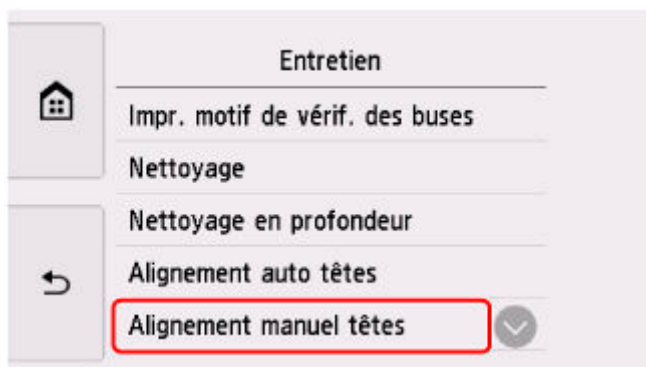 Entretien
Impr. motif de vérif. des buses
Nettoyage
Nettoyage en profondeur
Alignement auto têtes
Alignement manuel têtes